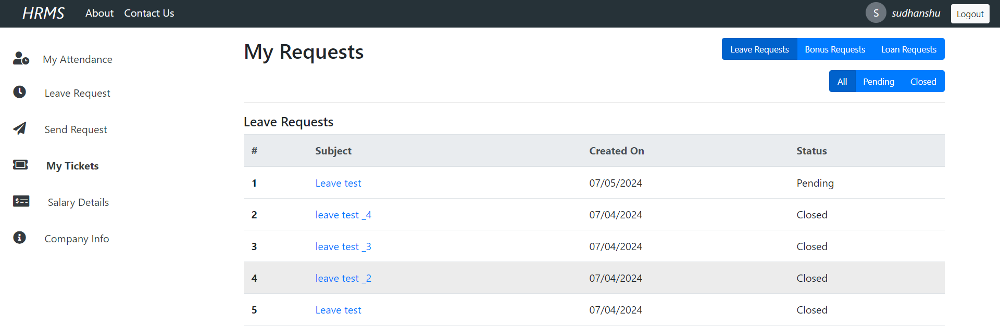 HRMS About Contact Us S sudhanshu Logout
My Attendance
Leave Request
Send Request
My Tickets
Salary Details
Company Info
My Requests
Leave Requests Bonus Requests Loan Requests
All Pending Closed
Leave Requests
# Subject Created On Status
1 Leave test 07/05/2024 Pending
2 leave test _4 07/04/2024 Closed
3 leave test _3 07/04/2024 Closed
4 leave test _2 07/04/2024 Closed
5 Leave test 07/04/2024 Closed